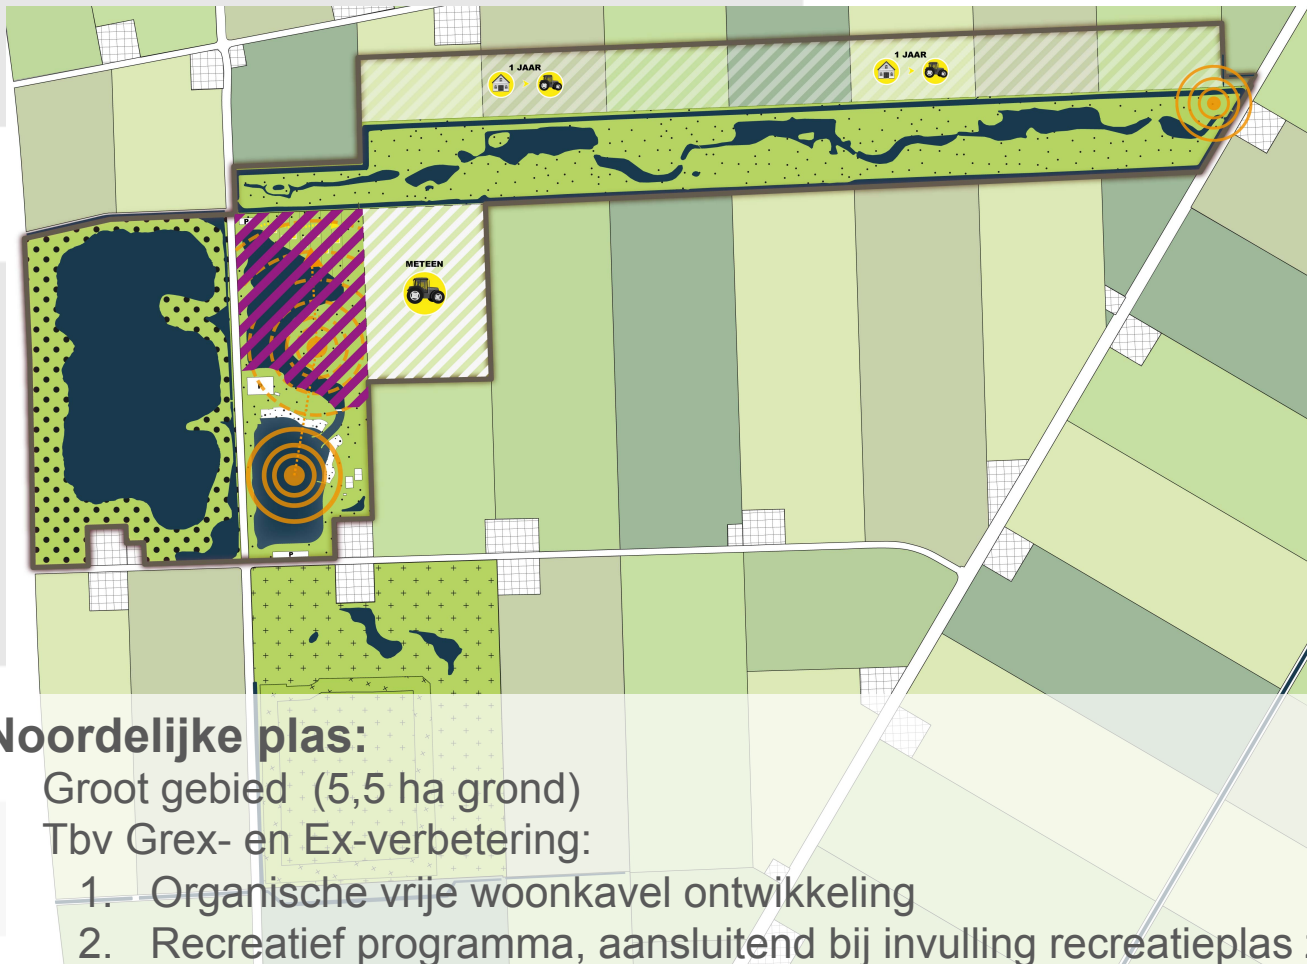 1 JAAR
1 JAAR
P
METEEN
P
Noordelijke plas:
Groot gebied (5,5 ha grond)
Tbv Grex- en Ex-verbetering:
1. Organische vrije woonkavel ontwikkeling
2. Recreatief programma, aansluitend bij invulling recreatieplas